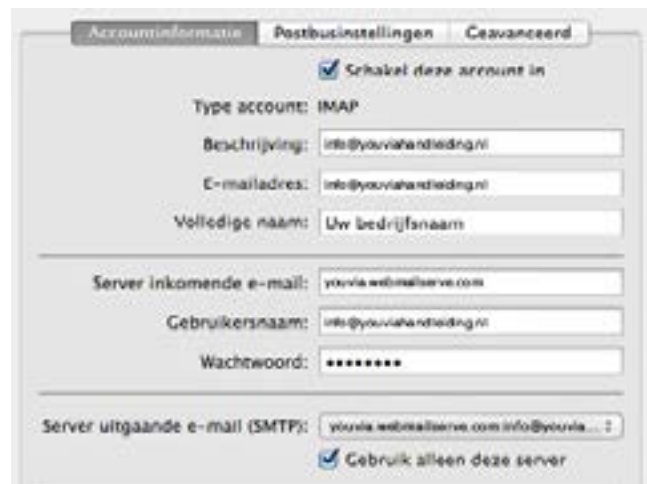 Accountinformatie Postbusinstellingen Geavanceerd
Schakel deze account in
Type account: IMAP
Beschrijving: info@youviahandleiding.nl
E-mailadres: info@youviahandleiding.nl
Volledige naam: Uw bedrijfsnaam
Server inkomende e-mail: youvia.webmailserve.com
Gebruikersnaam: info@youviahandleiding.nl
Wachtwoord: ••••••••
Server uitgaande e-mail (SMTP): youvia.webmailserve.com:info@youvia...
Gebruik alleen deze server